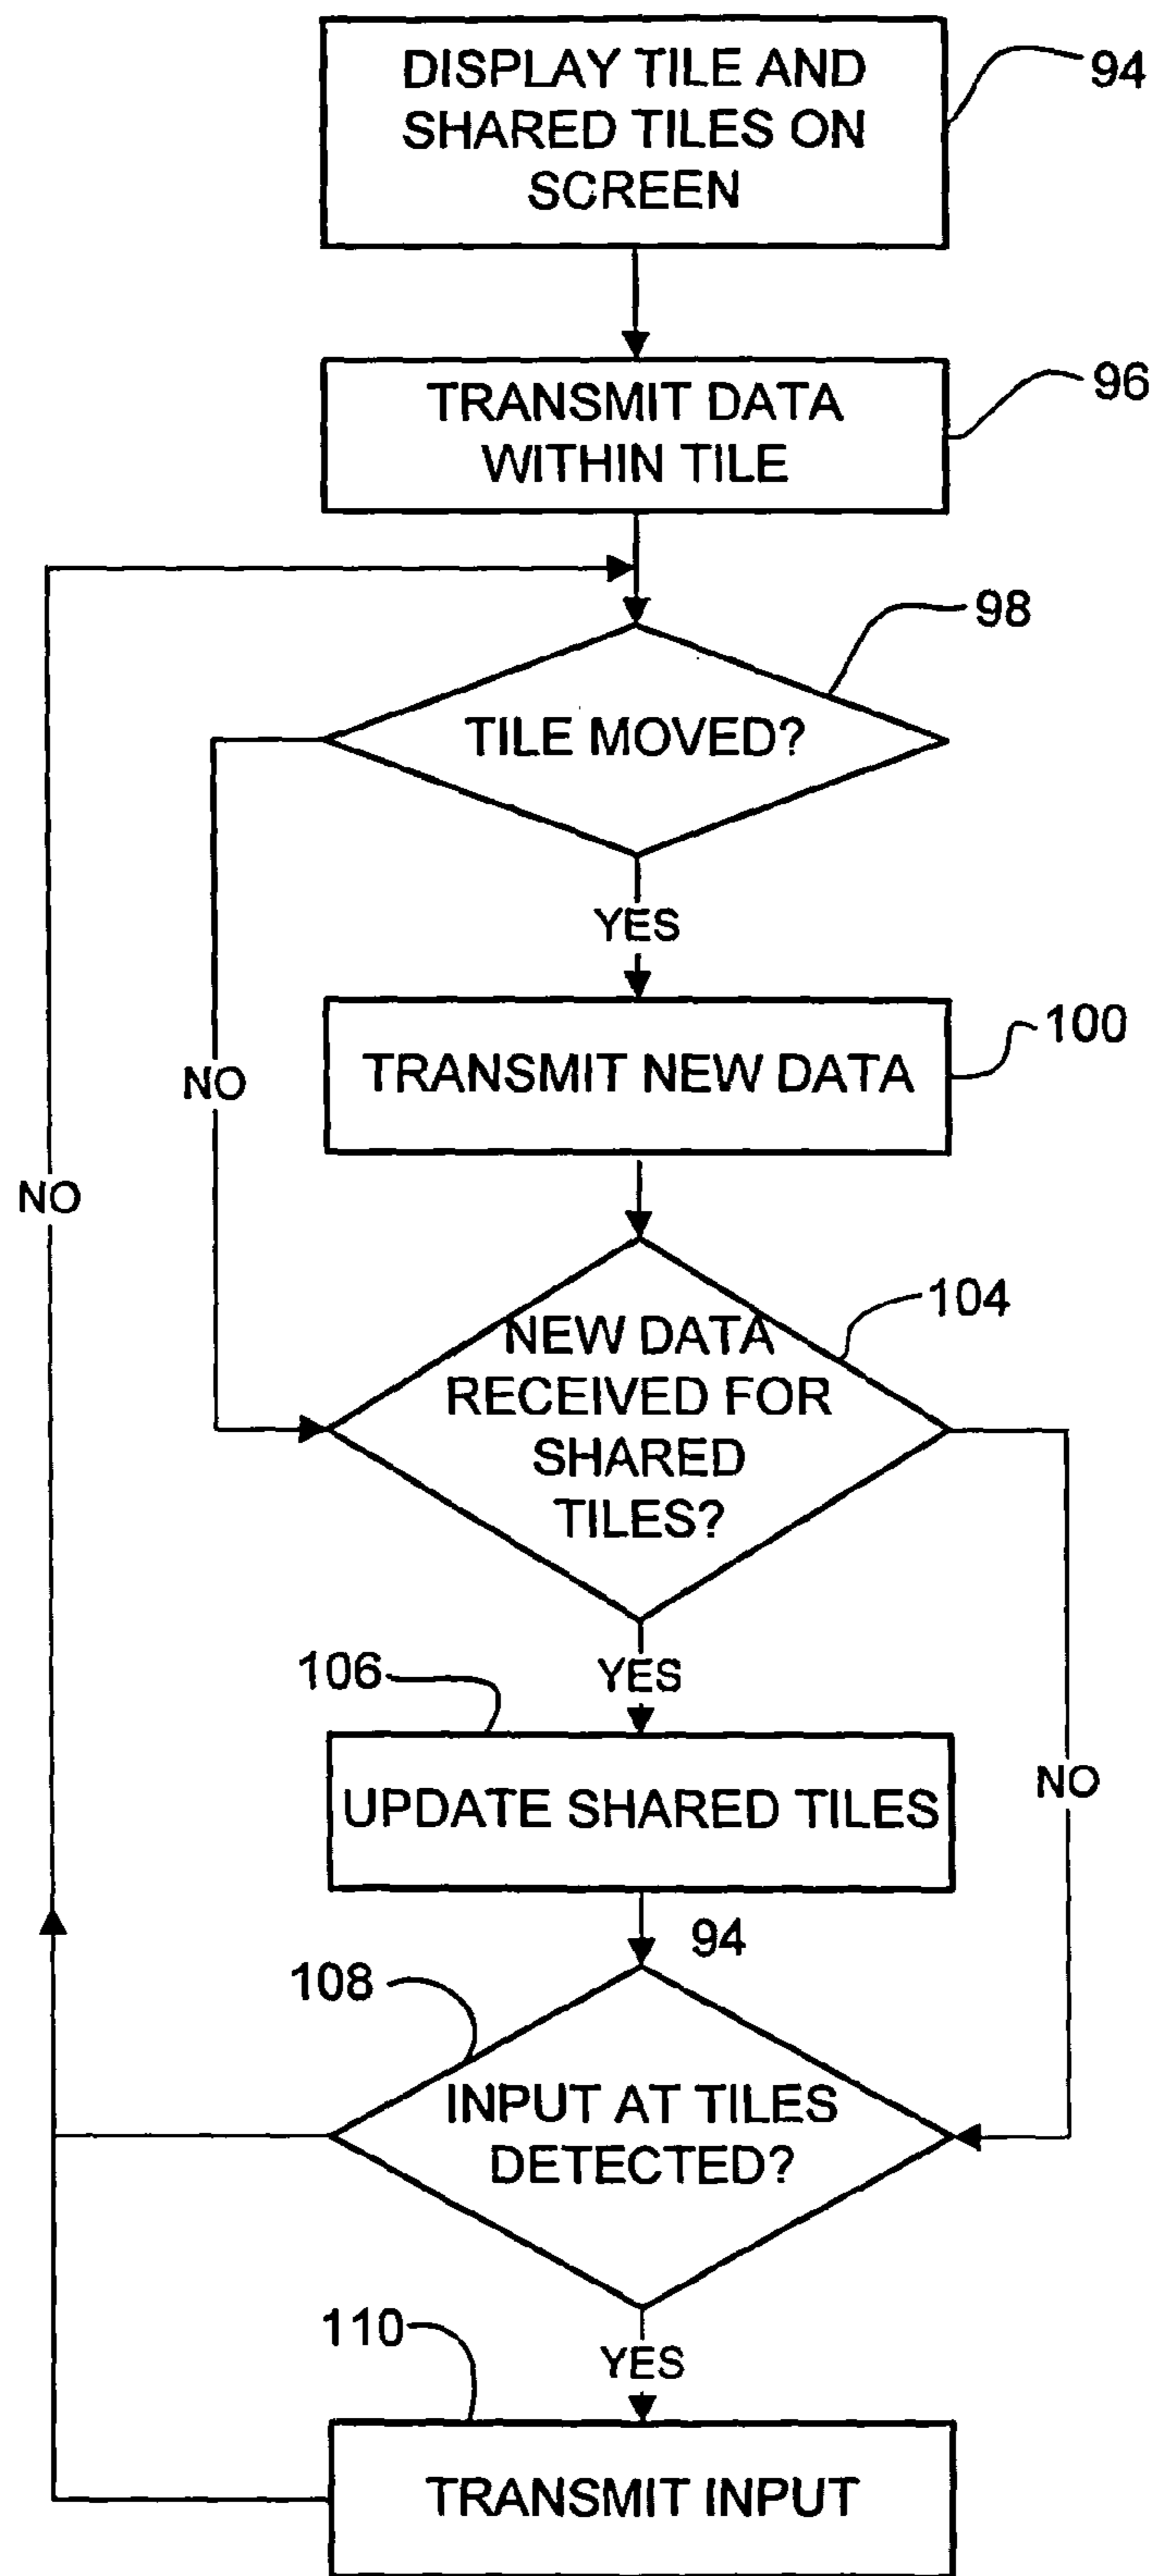 DISPLAY TILE AND
SHARED TILES ON
SCREEN
94
TRANSMIT DATA
WITHIN TILE
96
98
TILE MOVED?
YES
NO
TRANSMIT NEW DATA
100
NO
NEW DATA
RECEIVED FOR
SHARED
TILES?
104
YES
106
UPDATE SHARED TILES
NO
94
108
INPUT AT TILES
DETECTED?
YES
110
TRANSMIT INPUT